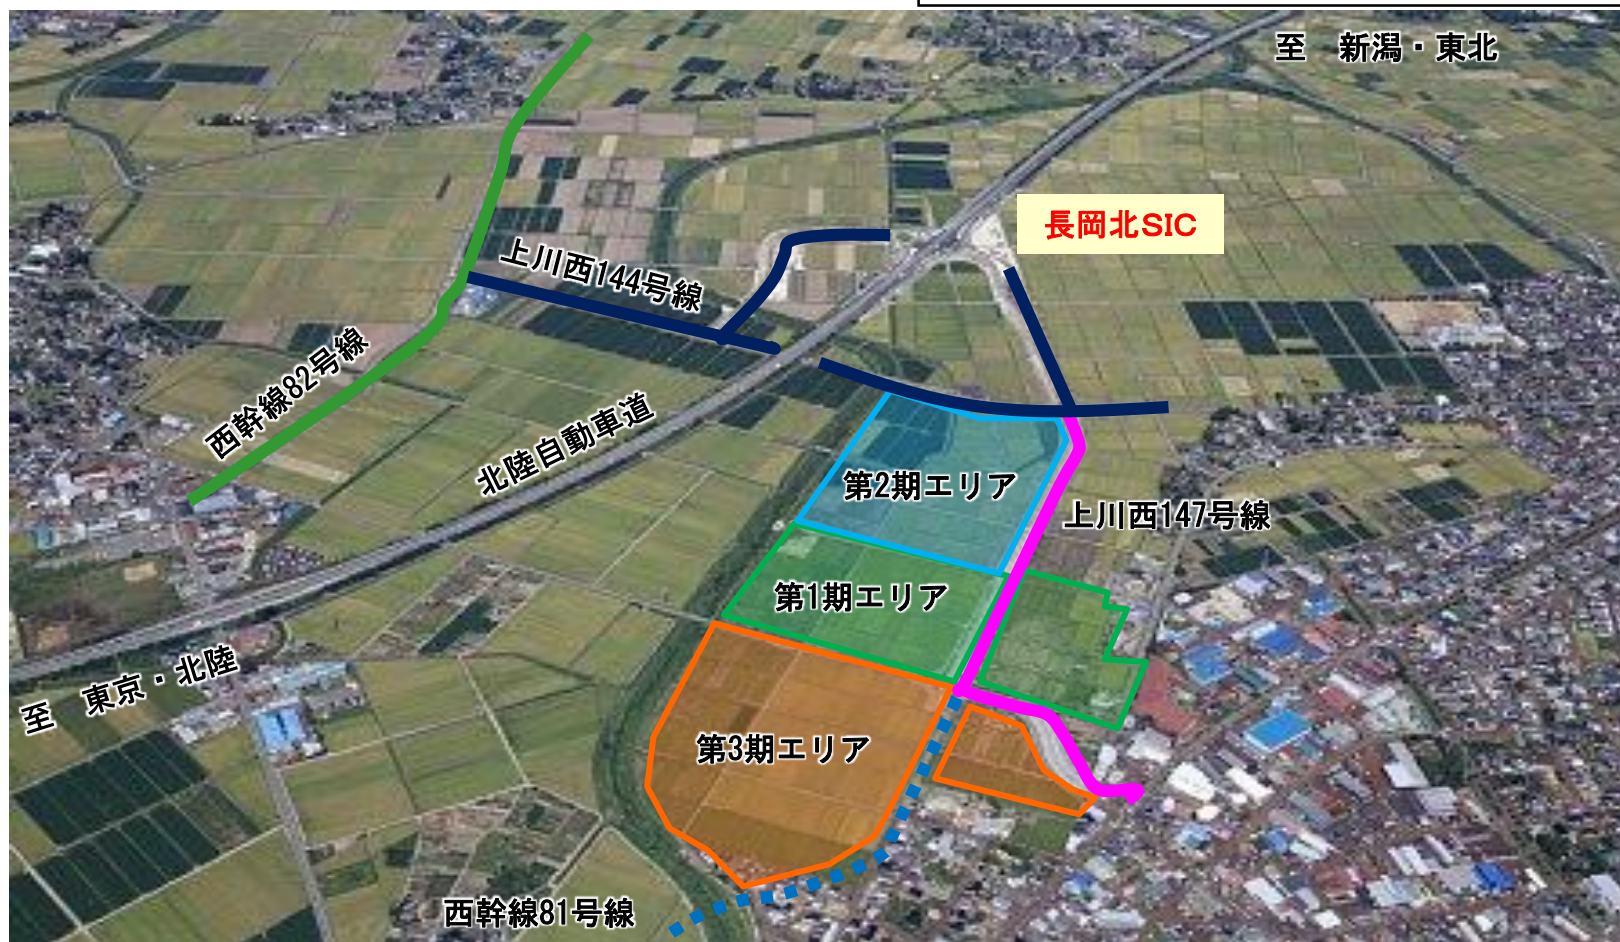 至　新潟・東北
長岡北SIC
上川西144号線
西幹線82号線
北陸自動車道
第2期エリア
上川西147号線
第1期エリア
至　東京・北陸
第3期エリア
西幹線81号線